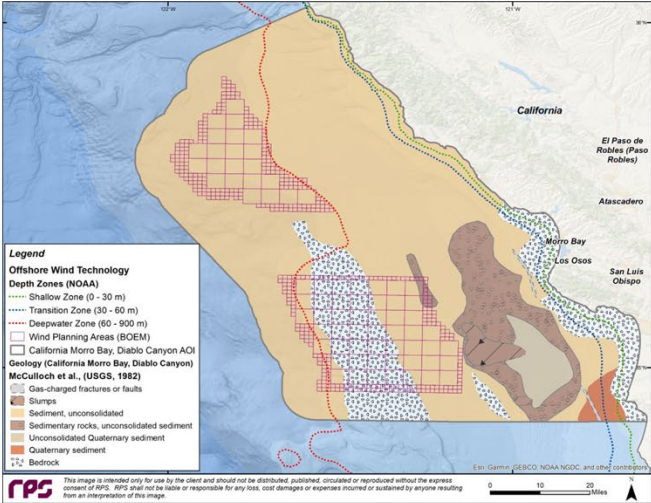 122°W
121°W
36°N
California
El Paso de
Robles (Paso
Robles)
Atascadero
Morro Bay
Los Osos
San Luis
Obispo
Legend
Offshore Wind Technology
Depth Zones (NOAA)
Shallow Zone (0 - 30 m)
Transition Zone (30 - 60 m)
Deepwater Zone (60 - 900 m)
Wind Planning Areas (BOEM)
California Morro Bay, Diablo Canyon AOI
Geology (California Morro Bay, Diablo Canyon)
McCulloch et al., (USGS, 1982)
Gas-charged fractures or faults
Slumps
Sediment, unconsolidated
Sedimentary rocks, unconsolidated sediment
Unconsolidated Quaternary sediment
Quaternary sediment
Bedrock
Esri, Garmin, GEBCO, NOAA NGDC, and other contributors
RPS
This image is intended only for use by the client and should not be distributed, published, circulated or reproduced without the express
consent of RPS. RPS shall not be liable or responsible for any loss, cost damages or expenses incurred or sustained by anyone resulting
from an interpretation of this image.
0 10 20
Miles
N